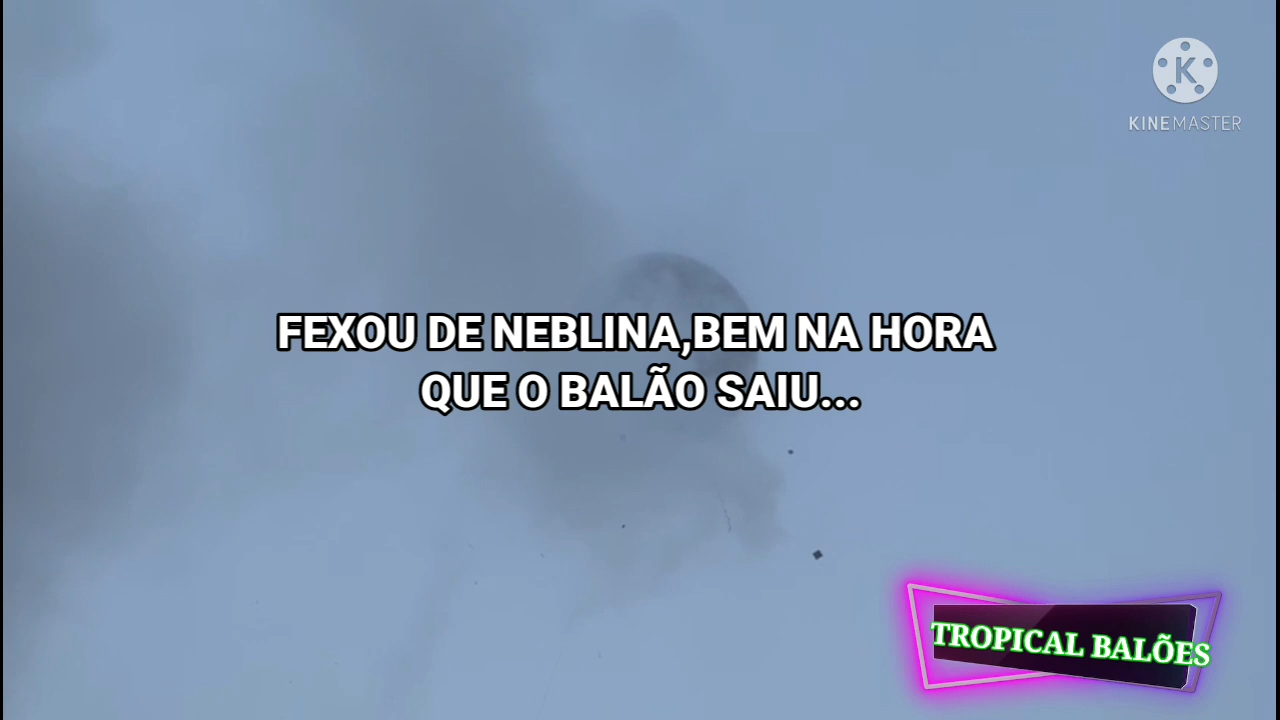 KINEMASTER
FEXOU DE NEBLINA,BEM NA HORA
QUE O BALÃO SAIU...
TROPICAL BALÕES